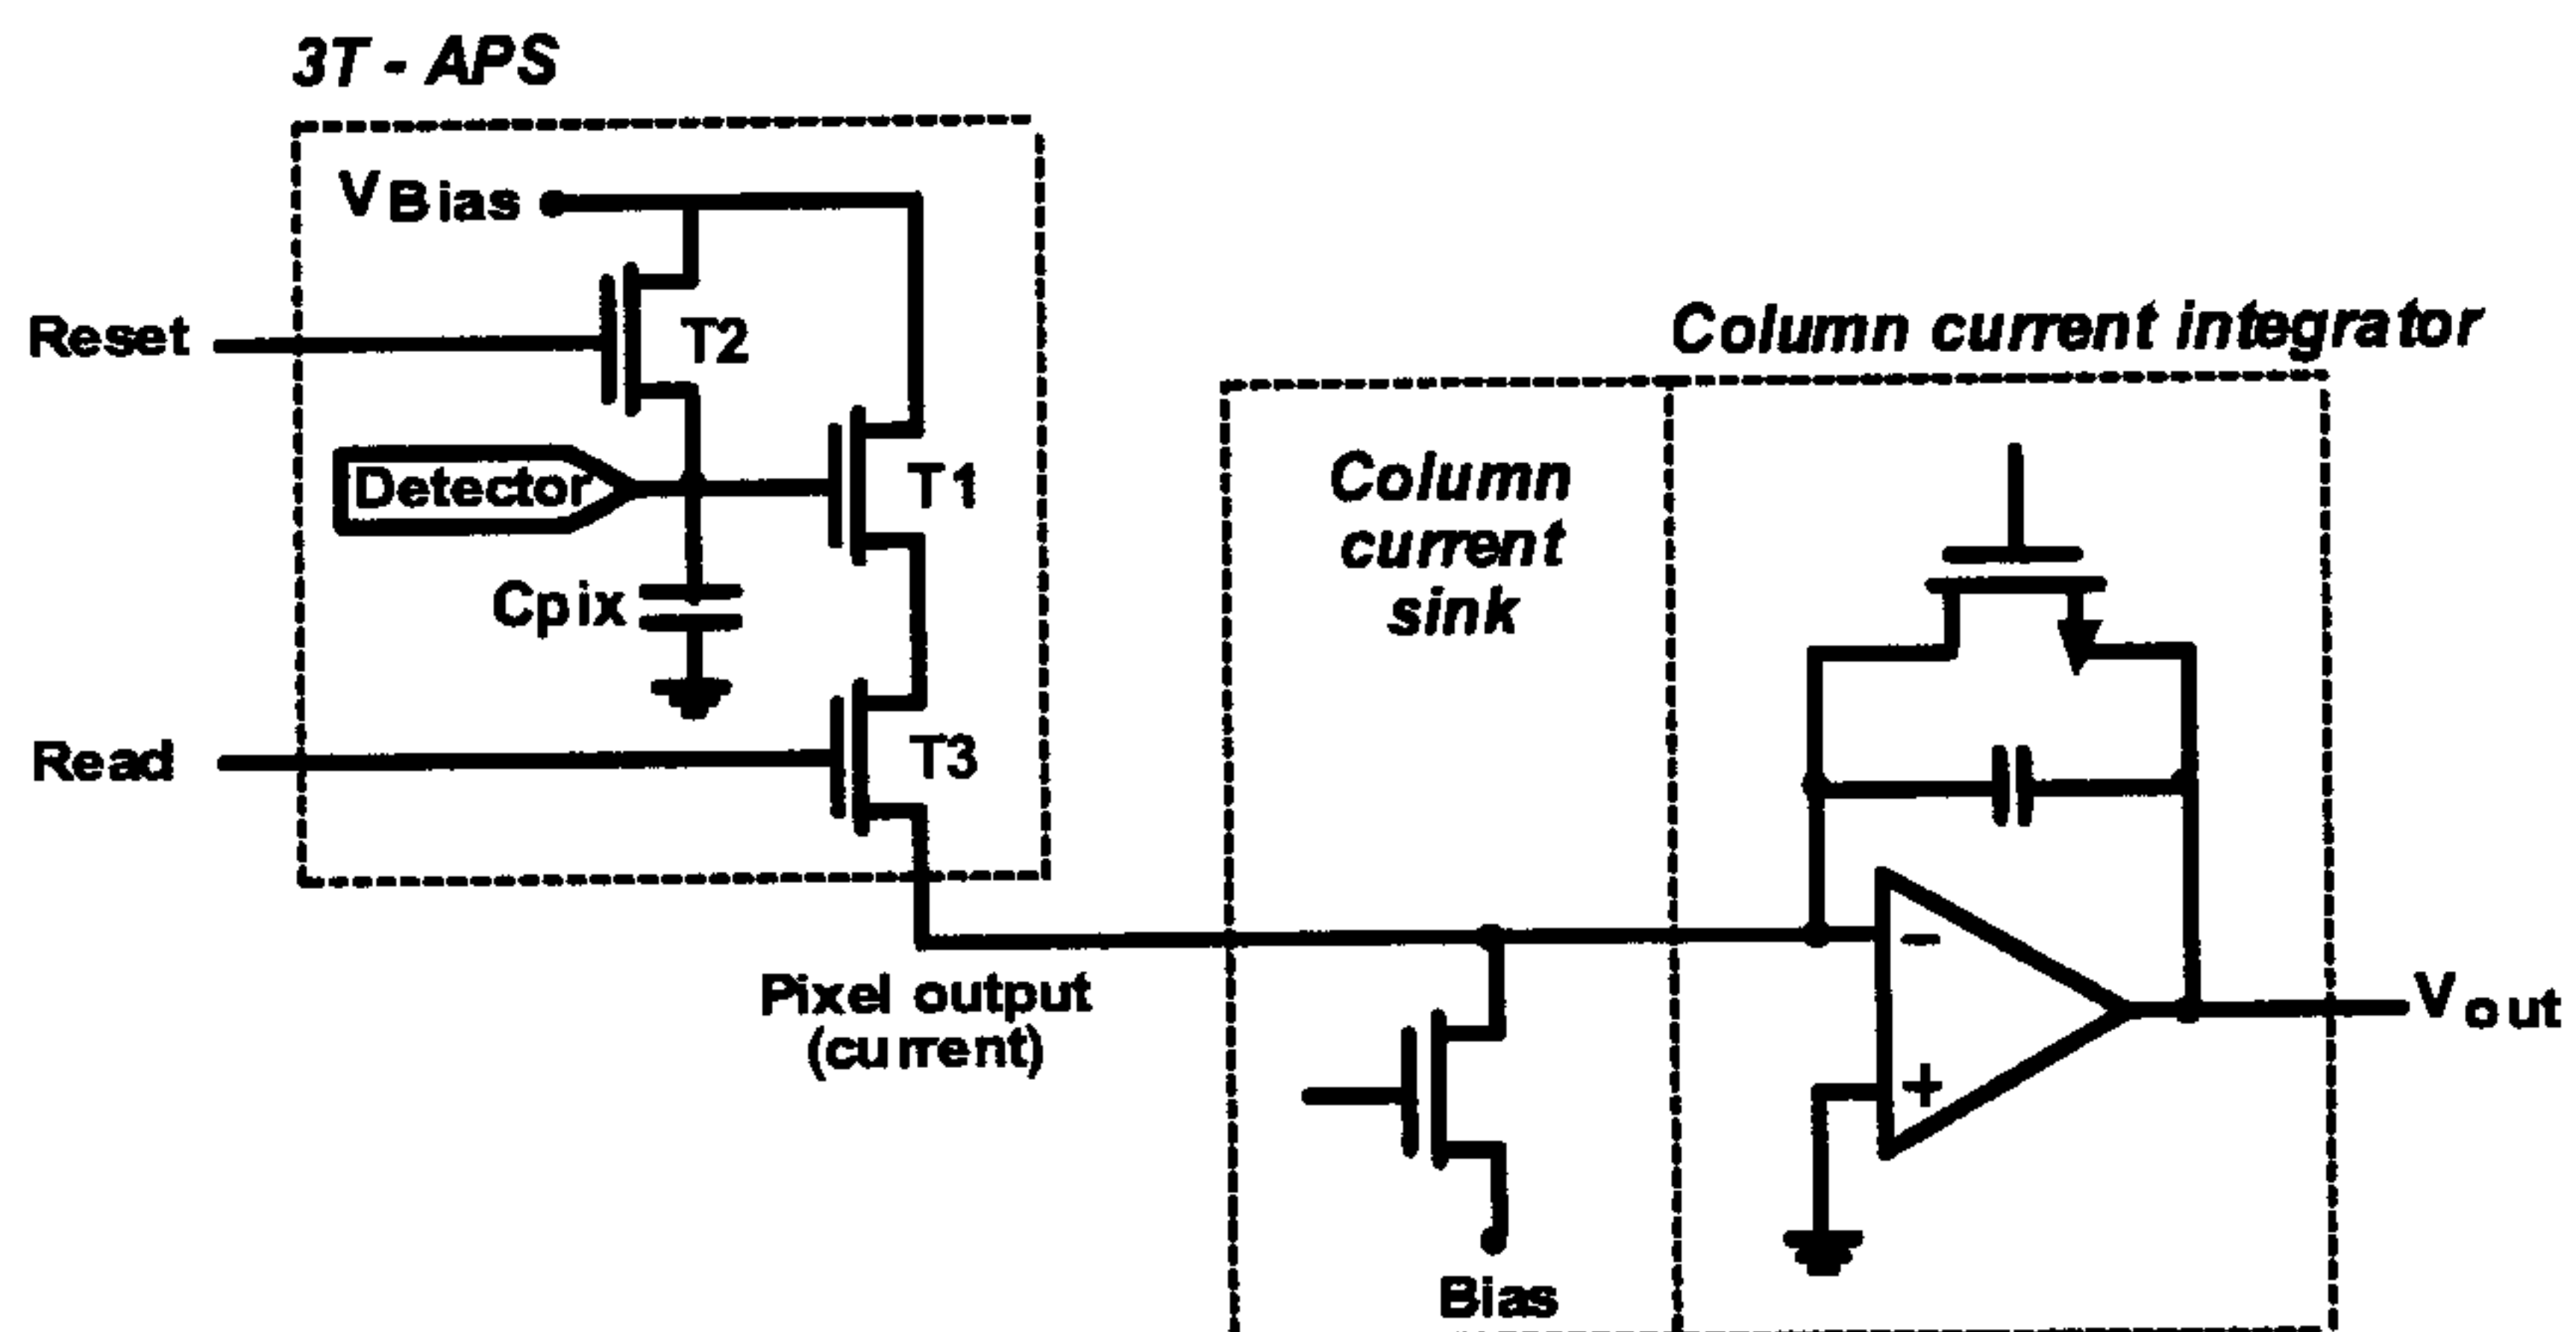 3T - APS
VBias
Reset
T2
Column current integrator
Detector
T1
Column
current
sink
Cpix
Read
T3
Pixel output
(current)
−
+
Vout
Bias